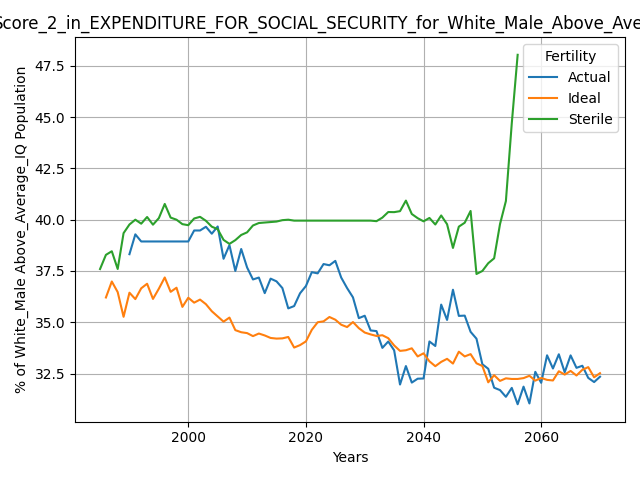 Score_2_in_EXPENDITURE_FOR_SOCIAL_SECURITY_for_White_Male_Above_Ave
% of White_Male Above_Average_IQ Population
47.5
45.0
42.5
40.0
37.5
35.0
32.5
Fertility
Actual
Ideal
Sterile
2000
2020
2040
2060
Years